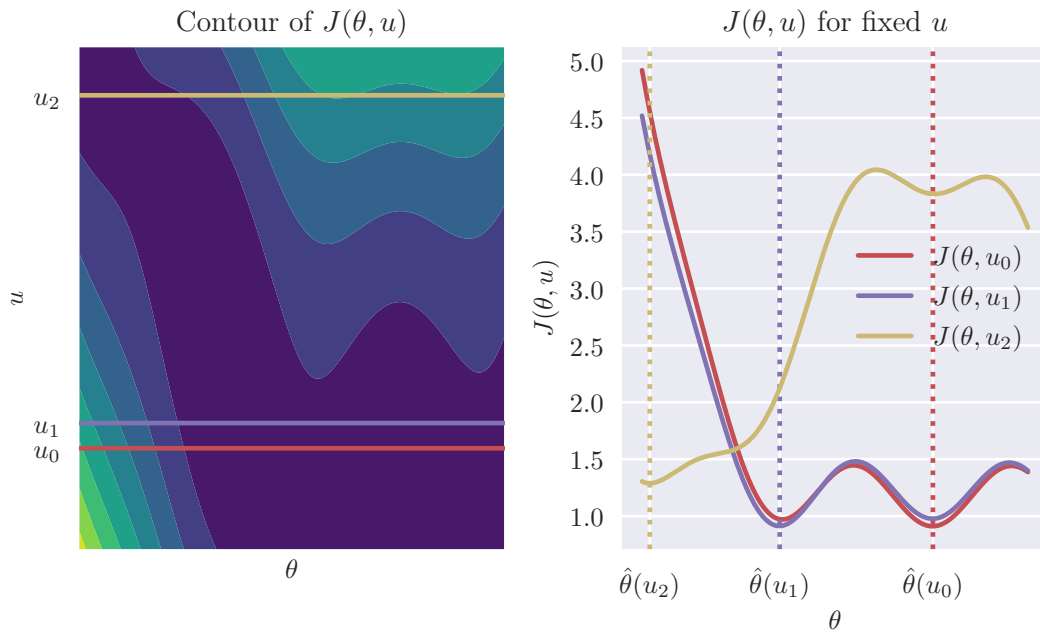 Contour of J(θ, u)
u₂
u
u₁
u₀
θ
J(θ, u) for fixed u
5.0
4.5
4.0
3.5
3.0
2.5
2.0
1.5
1.0
J(θ, u)
J(θ, u₀)
J(θ, u₁)
J(θ, u₂)
θ̂(u₂) θ̂(u₁) θ̂(u₀)
θ